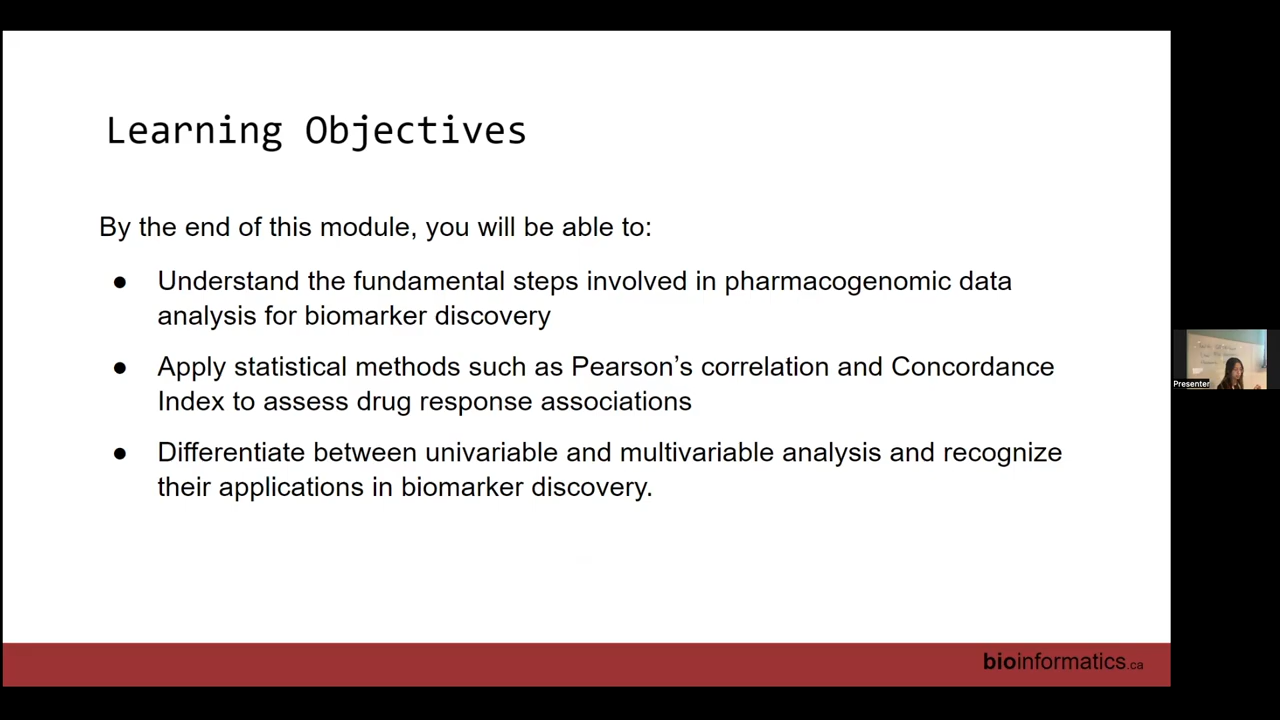 Learning Objectives
By the end of this module, you will be able to:
● Understand the fundamental steps involved in pharmacogenomic data
analysis for biomarker discovery
● Apply statistical methods such as Pearson’s correlation and Concordance
Index to assess drug response associations
● Differentiate between univariable and multivariable analysis and recognize
their applications in biomarker discovery.
Presenter
bioinformatics.ca